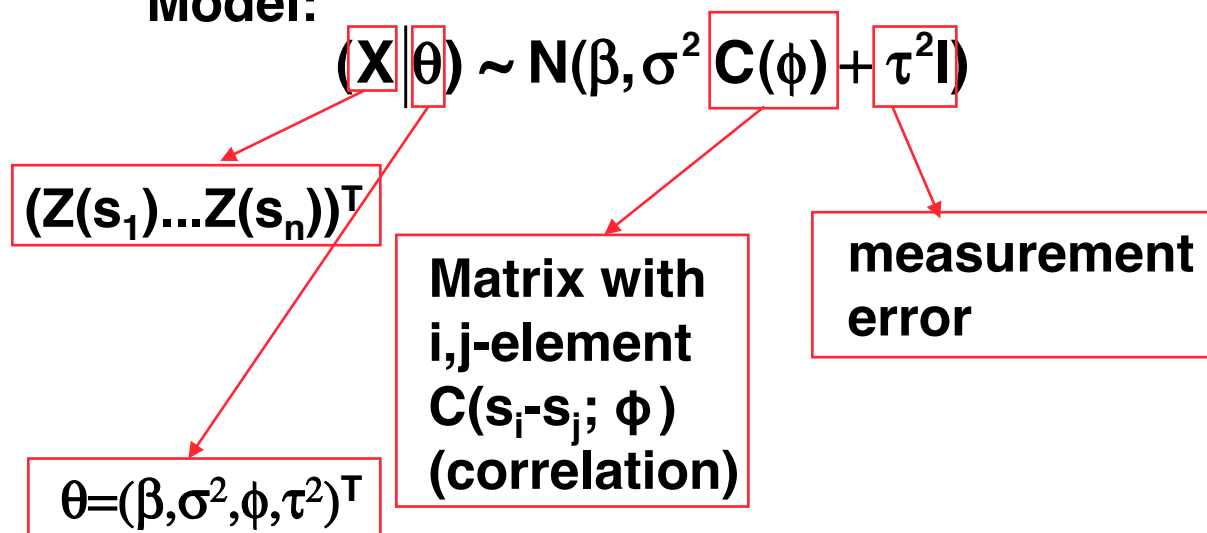 Model:
(X|θ) ~ N(β, σ² C(ϕ) + τ²I)
(Z(s₁)...Z(sₙ))ᵀ
Matrix with
i,j-element
C(sᵢ-sⱼ; ϕ )
(correlation)
measurement
error
θ=(β,σ²,ϕ,τ²)ᵀ